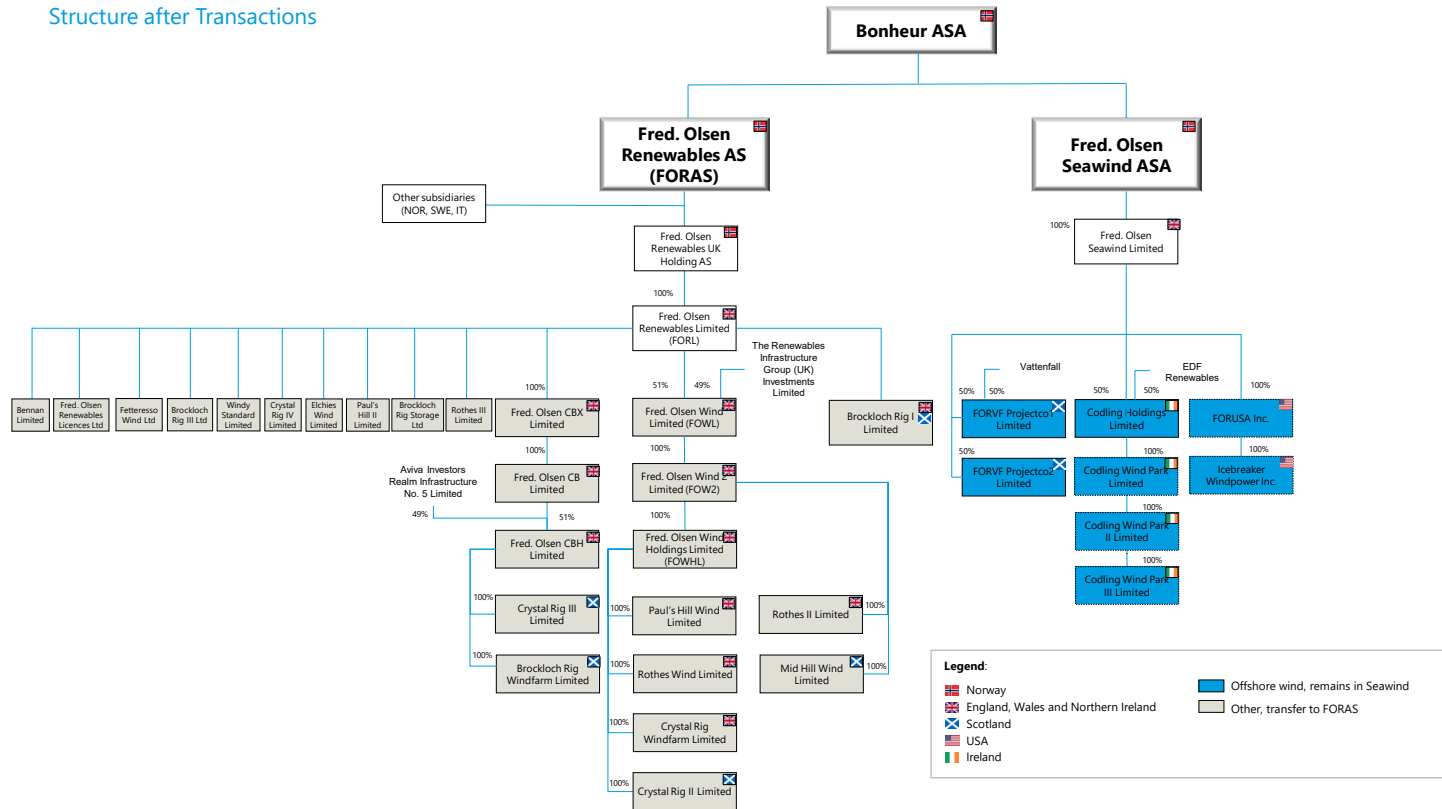 Structure after Transactions
Bonheur ASA
Fred. Olsen
Renewables AS
(FORAS)
Fred. Olsen
Seawind ASA
Other subsidiaries
(NOR, SWE, IT)
Fred. Olsen
Renewables UK
Holding AS
100%
Fred. Olsen
Seawind Limited
100%
Fred. Olsen
Renewables Limited
(FORL)
The Renewables
Infrastructure
Group (UK)
Investments
Limited
Vattenfall
EDF
Renewables
100%
51%
49%
50%
50%
50%
50%
100%
Bennan
Limited
Fred. Olsen
Renewables
Licences Ltd
Fetteresso
Wind Ltd
Brockloch
Rig III Ltd
Windy
Standard
Limited
Crystal
Rig IV
Limited
Elchies
Wind
Limited
Paul's
Hill II
Limited
Brockloch
Rig Storage
Ltd
Rothes III
Limited
Fred. Olsen CBX
Limited
Fred. Olsen Wind
Limited (FOWL)
Brockloch Rig I
Limited
FORVF Projectco1
Limited
Codling Holdings
Limited
FORUSA Inc.
100%
100%
50%
100%
100%
Aviva Investors
Realm Infrastructure
No. 5 Limited
Fred. Olsen CB
Limited
Fred. Olsen Wind 2
Limited (FOW2)
FORVF Projectco2
Limited
Codling Wind Park
Limited
Icebreaker
Windpower Inc.
49%
51%
100%
100%
Fred. Olsen CBH
Limited
Fred. Olsen Wind
Holdings Limited
(FOWHL)
Codling Wind Park
II Limited
100%
Codling Wind Park
III Limited
100%
Crystal Rig III
Limited
100%
Paul's Hill Wind
Limited
Rothes II Limited
100%
100%
Brockloch Rig
Windfarm Limited
100%
Rothes Wind Limited
Mid Hill Wind
Limited
100%
100%
Crystal Rig
Windfarm Limited
100%
Crystal Rig II Limited
Legend:
Norway
England, Wales and Northern Ireland
Scotland
USA
Ireland
Offshore wind, remains in Seawind
Other, transfer to FORAS